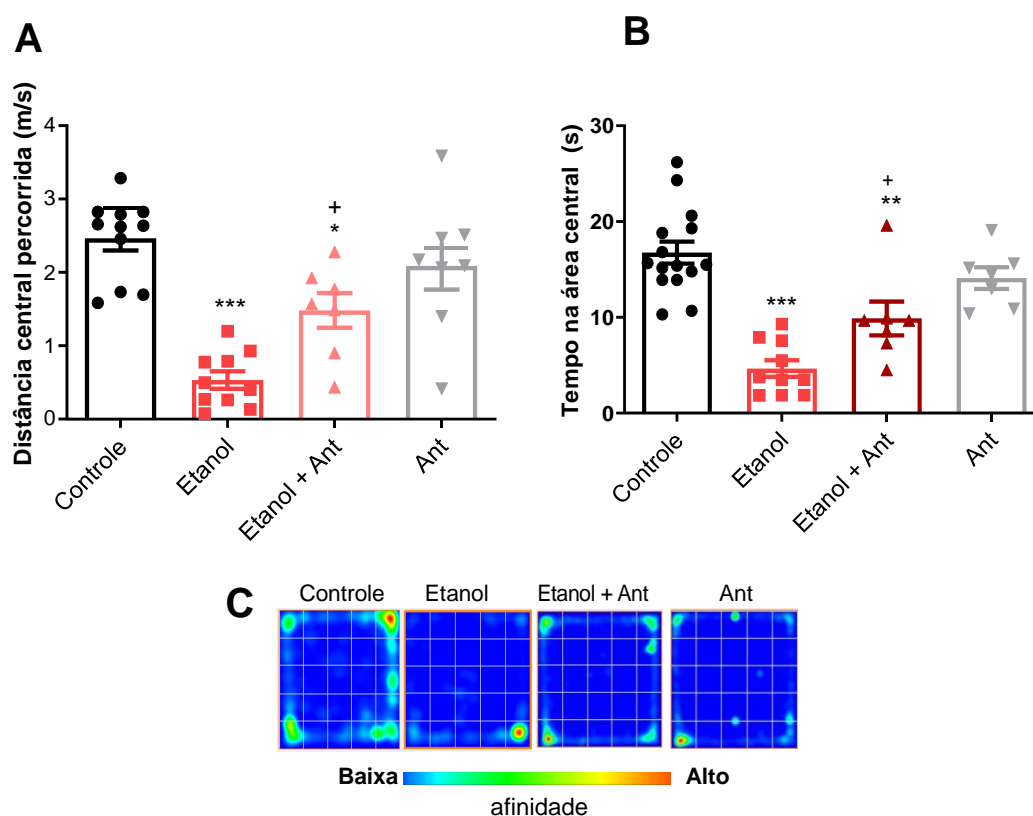 A
Distância central percorrida (m/s)
4
3
2
1
0
***
+
*
Controle
Etanol
Etanol + Ant
Ant
B
Tempo na área central (s)
30
20
10
0
***
+
**
Controle
Etanol
Etanol + Ant
Ant
C
Controle
Etanol
Etanol + Ant
Ant
Baixa
Alto
afinidade